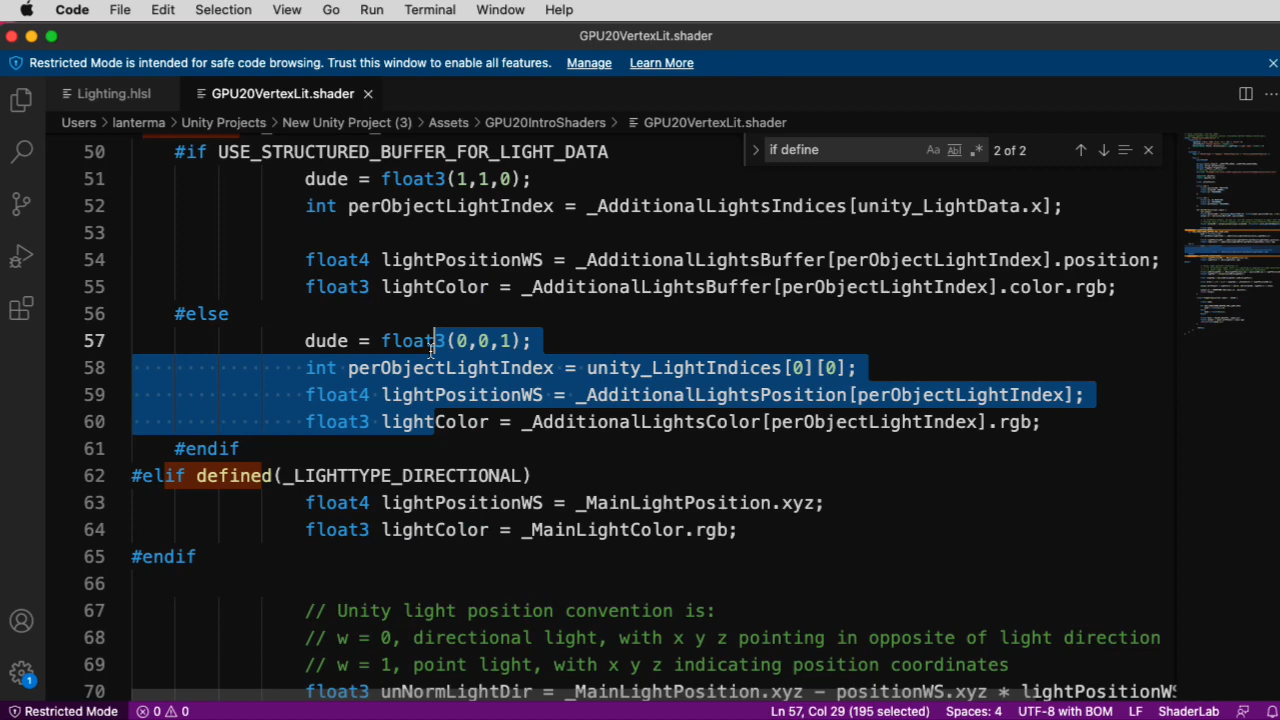 Code File Edit Selection View Go Run Terminal Window Help
GPU20VertexLit.shader
Restricted Mode is intended for safe code browsing. Trust this window to enable all features. Manage Learn More
Lighting.hlsl GPU20VertexLit.shader
Users > lanterma > Unity Projects > New Unity Project (3) > Assets > GPU20IntroShaders > GPU20VertexLit.shader
if define Aa ab .* 2 of 2
50 #if USE_STRUCTURED_BUFFER_FOR_LIGHT_DATA
51 dude = float3(1,1,0);
52 int perObjectLightIndex = _AdditionalLightsIndices[unity_LightData.x];
53
54 float4 lightPositionWS = _AdditionalLightsBuffer[perObjectLightIndex].position;
55 float3 lightColor = _AdditionalLightsBuffer[perObjectLightIndex].color.rgb;
56 #else
57 dude = float3(0,0,1);
58 int perObjectLightIndex = unity_LightIndices[0][0];
59 float4 lightPositionWS = _AdditionalLightsPosition[perObjectLightIndex];
60 float3 lightColor = _AdditionalLightsColor[perObjectLightIndex].rgb;
61 #endif
62 #elif defined(_LIGHTTYPE_DIRECTIONAL)
63 float4 lightPositionWS = _MainLightPosition.xyz;
64 float3 lightColor = _MainLightColor.rgb;
65 #endif
66
67 // Unity light position convention is:
68 // w = 0, directional light, with x y z pointing in opposite of light direction
69 // w = 1, point light, with x y z indicating position coordinates
70 float3 unNormLightDir = _MainLightPosition.xyz - positionWS.xyz * lightPositionWS
1
Restricted Mode 0 0 Ln 57, Col 29 (195 selected) Spaces: 4 UTF-8 with BOM LF ShaderLab